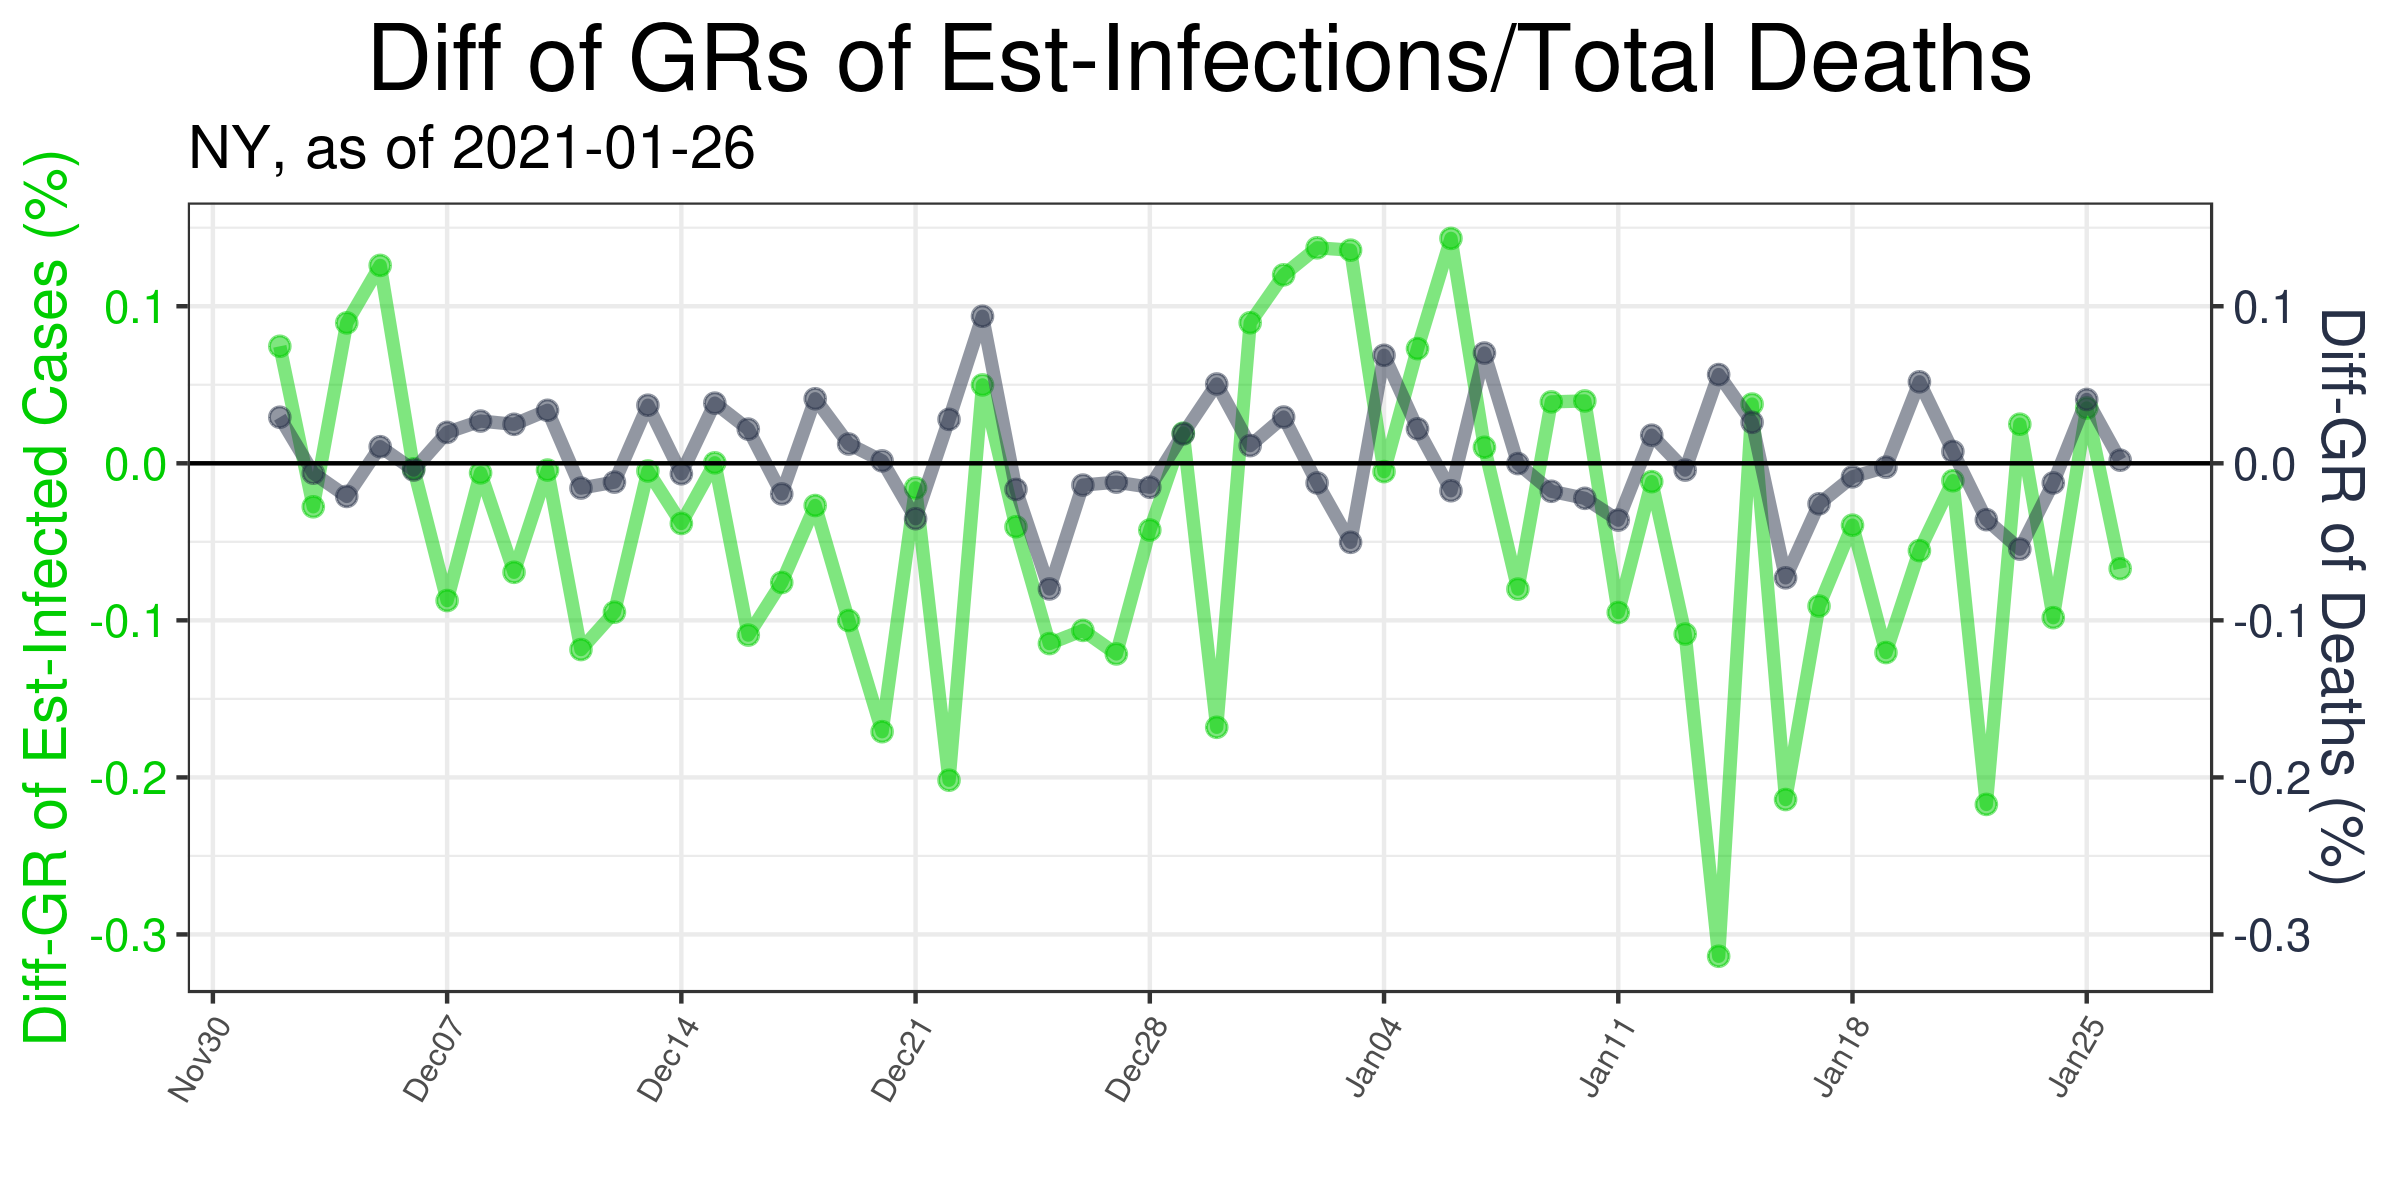 Diff of GRs of Est-Infections/Total Deaths
NY, as of 2021-01-26
Diff-GR of Est-Infected Cases (%)
0.1
0.0
-0.1
-0.2
-0.3
0.1
0.0
-0.1
-0.2
-0.3
Diff-GR of Deaths (%)
Nov30
Dec07
Dec14
Dec21
Dec28
Jan04
Jan11
Jan18
Jan25